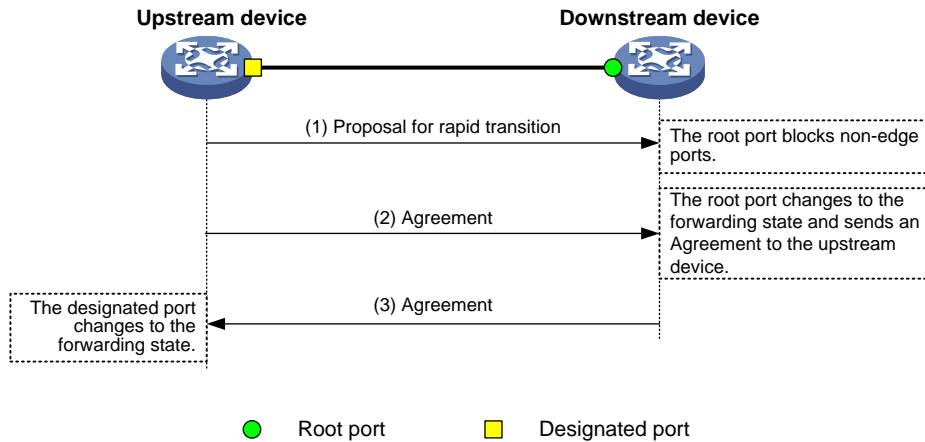 Upstream device
Downstream device
(1) Proposal for rapid transition
The root port blocks non-edge
ports.
(2) Agreement
The root port changes to the
forwarding state and sends an
Agreement to the upstream
device.
(3) Agreement
The designated port
changes to the
forwarding state.
Root port
Designated port